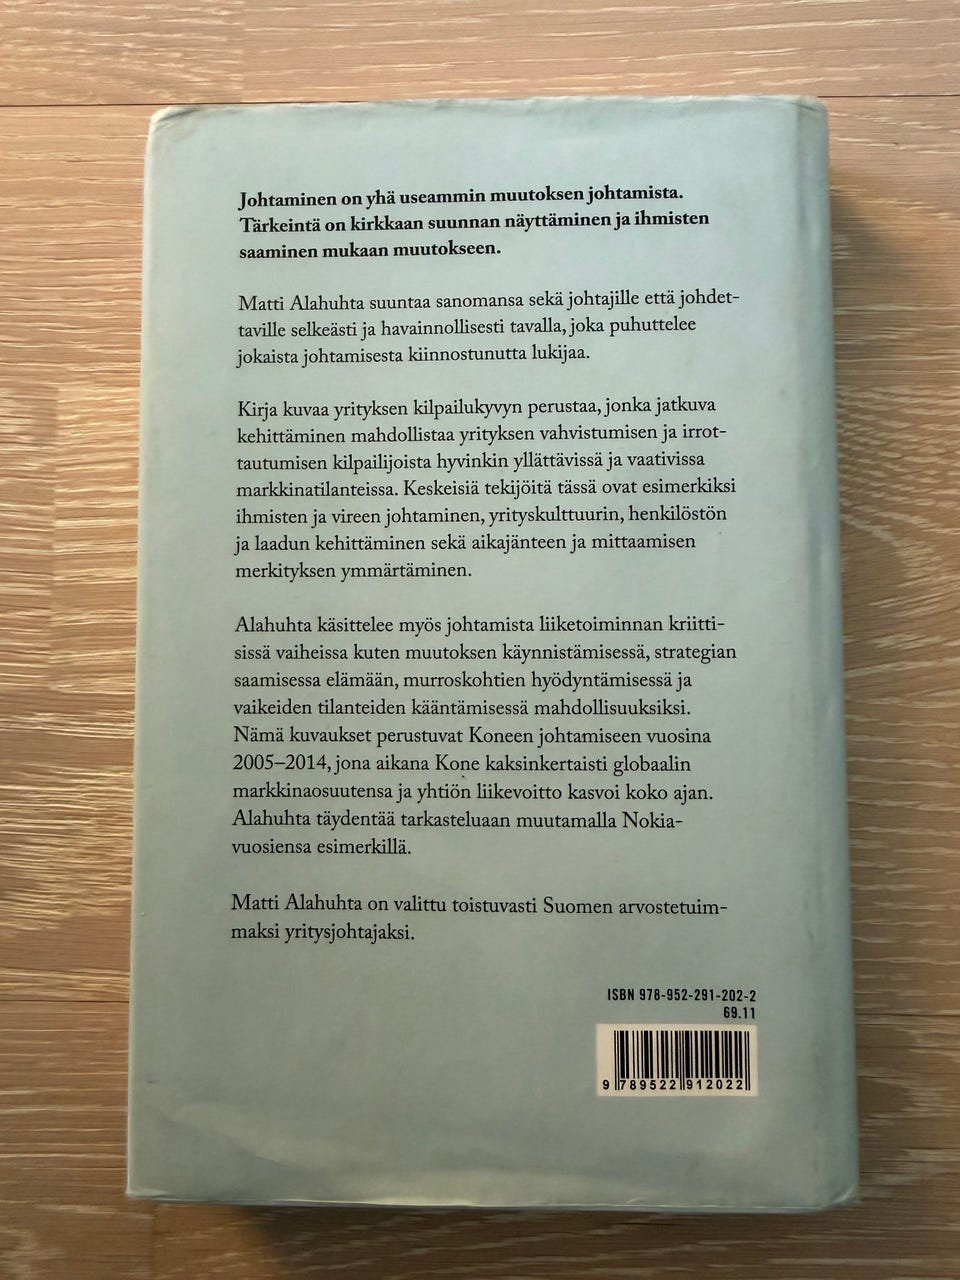 Johtaminen on yhä useammin muutoksen johtamista.
Tärkeintä on kirkkaan suunnan näyttäminen ja ihmisten
saaminen mukaan muutokseen.
Matti Alahuhta suuntaa sanomansa sekä johtajille että johdet-
taville selkeästi ja havainnollisesti tavalla, joka puhuttelee
jokaista johtamisesta kiinnostunutta lukijaa.
Kirja kuvaa yrityksen kilpailukyvyn perustaa, jonka jatkuva
kehittäminen mahdollistaa yrityksen vahvistumisen ja irrot-
tautumisen kilpailijoista hyvinkin yllättävissä ja vaativissa
markkinatilanteissa. Keskeisiä tekijöitä tässä ovat esimerkiksi
ihmisten ja vireen johtaminen, yrityskulttuurin, henkilöstön
ja laadun kehittäminen sekä aikajänteen ja mittaamisen
merkityksen ymmärtäminen.
Alahuhta käsittelee myös johtamista liiketoiminnan kriitti-
sissä vaiheissa kuten muutoksen käynnistämisessä, strategian
saamisessa elämään, murroskohtien hyödyntämisessä ja
vaikeiden tilanteiden kääntämisessä mahdollisuuksiksi.
Nämä kuvaukset perustuvat Koneen johtamiseen vuosina
2005–2014, jona aikana Kone kaksinkertaisti globaalin
markkinaosuutensa ja yhtiön liikevoitto kasvoi koko ajan.
Alahuhta täydentää tarkasteluaan muutamalla Nokia-
vuosiensa esimerkillä.
Matti Alahuhta on valittu toistuvasti Suomen arvostetuim-
maksi yritysjohtajaksi.
ISBN 978-952-291-202-2
69.11
9 789522 912022